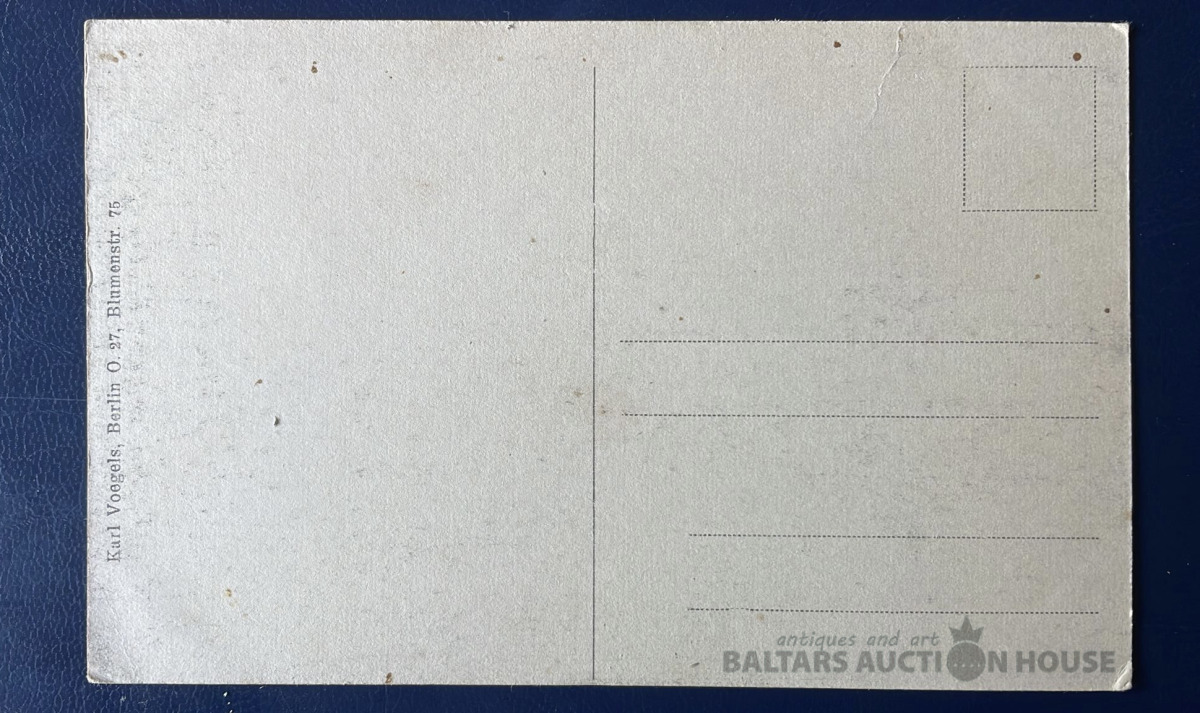 Karl Voegels, Berlin O. 27, Blumenstr. 75
antiques and art
BALTARS AUCTION HOUSE